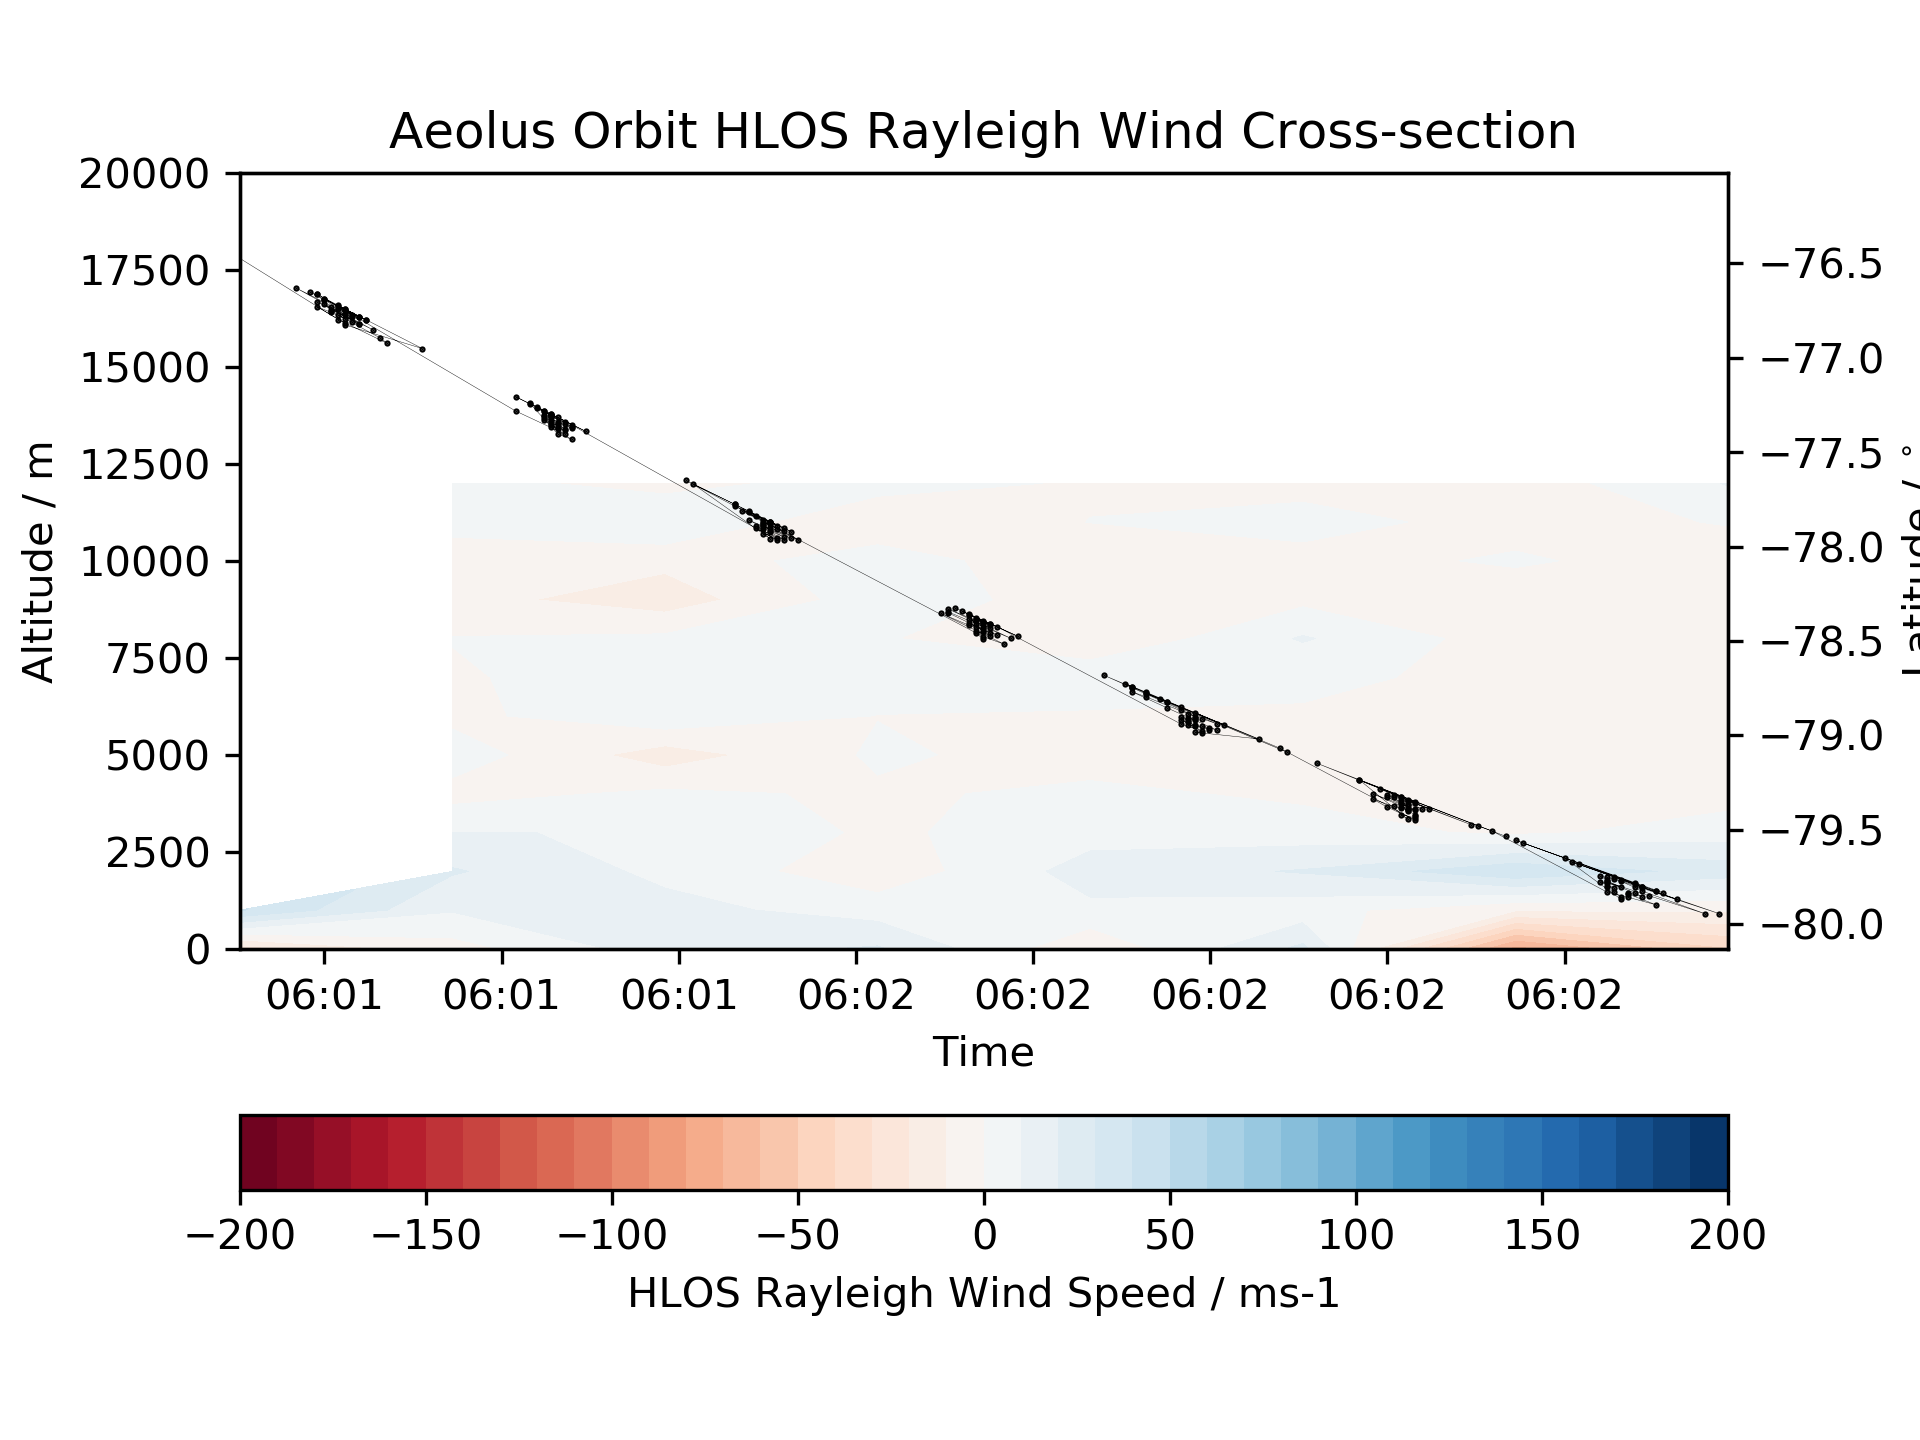 Aeolus Orbit HLOS Rayleigh Wind Cross-section
20000
17500
15000
12500
10000
7500
5000
2500
0
Altitude / m
−76.5
−77.0
−77.5
−78.0
−78.5
−79.0
−79.5
−80.0
Latitude / °
06:01 06:01 06:01 06:02 06:02 06:02 06:02 06:02
Time
−200 −150 −100 −50 0 50 100 150 200
HLOS Rayleigh Wind Speed / ms-1